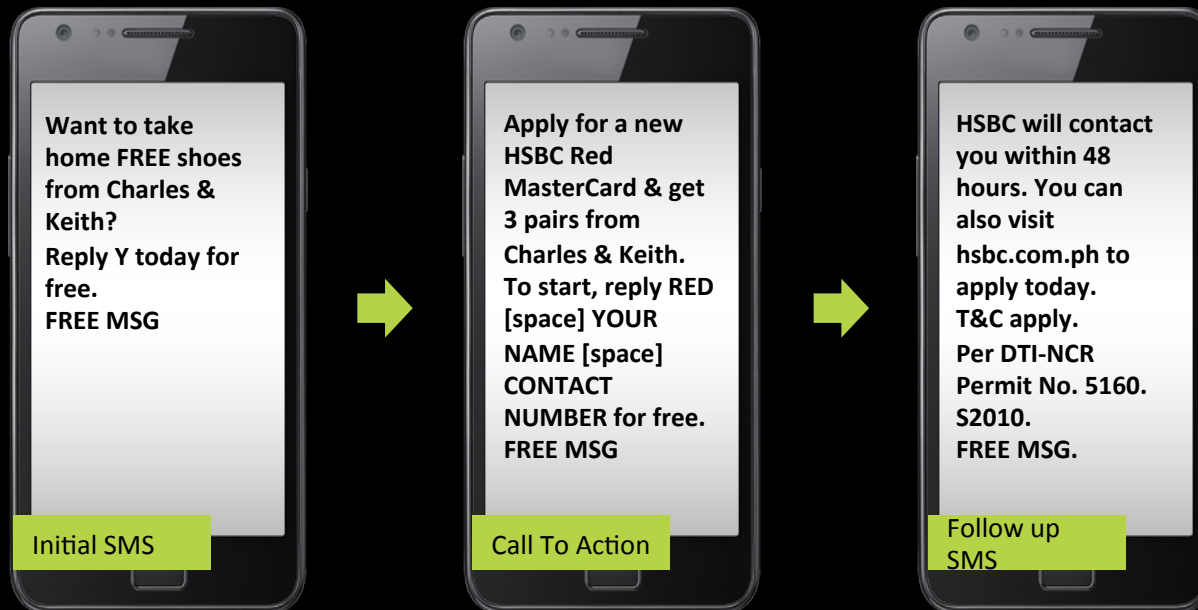 Want to take
home FREE shoes
from Charles &
Keith?
Reply Y today for
free.
FREE MSG
Initial SMS
Apply for a new
HSBC Red
MasterCard & get
3 pairs from
Charles & Keith.
To start, reply RED
[space] YOUR
NAME [space]
CONTACT
NUMBER for free.
FREE MSG
Call To Action
HSBC will contact
you within 48
hours. You can
also visit
hsbc.com.ph to
apply today.
T&C apply.
Per DTI-NCR
Permit No. 5160.
S2010.
FREE MSG.
Follow up
SMS